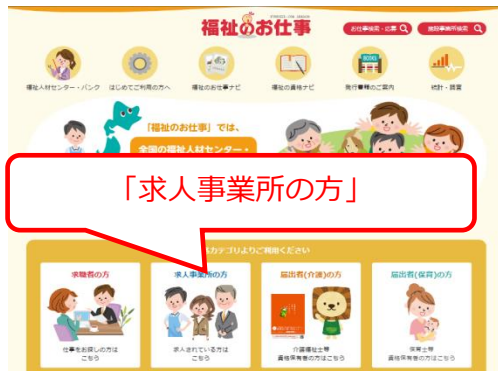 福祉のお仕事
お仕事検索・応募
施設事業所検索
福祉人材センター・バンク
はじめてご利用の方へ
福祉のお仕事ナビ
福祉の資格ナビ
発行書籍のご案内
統計・調査
BOOKS
「福祉のお仕事」では、
全国の福祉人材センター・
「求人事業所の方」
カテゴリよりご利用ください
求職者の方
求人事業所の方
届出者(介護)の方
届出者(保育)の方
仕事をお探しの方は
こちら
求人されている方は
こちら
介護福祉士等
資格保有者の方はこちら
保育士等
資格保有者の方はこちら